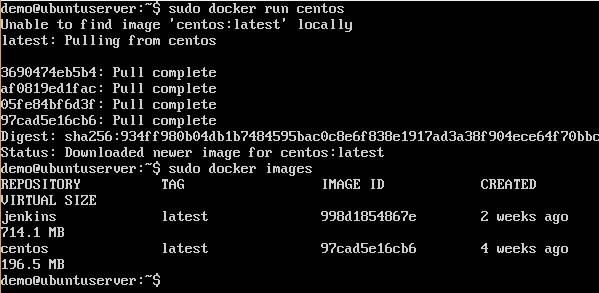 demo@ubuntuserver:~$ sudo docker run centos
Unable to find image 'centos:latest' locally
latest: Pulling from centos
3690474eb5b4: Pull complete
af0819ed1fac: Pull complete
05fe84bf6d3f: Pull complete
97cad5e16cb6: Pull complete
Digest: sha256:934ff980b04db1b7484595bac0c8e6f838e1917ad3a38f904ece64f70bbc
Status: Downloaded newer image for centos:latest
demo@ubuntuserver:~$ sudo docker images
REPOSITORY TAG IMAGE ID CREATED
VIRTUAL SIZE
jenkins latest 998d1854867e 2 weeks ago
714.1 MB
centos latest 97cad5e16cb6 4 weeks ago
196.5 MB
demo@ubuntuserver:~$